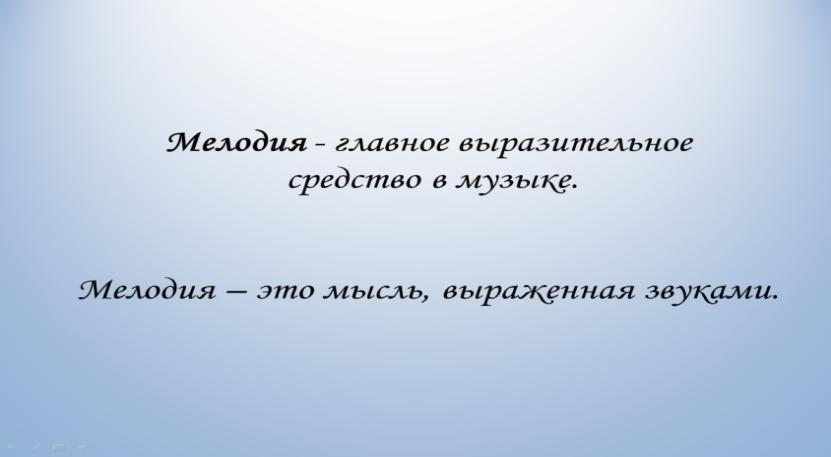 Мелодия - главное выразительное
средство в музыке.
Мелодия – это мысль, выраженная звуками.